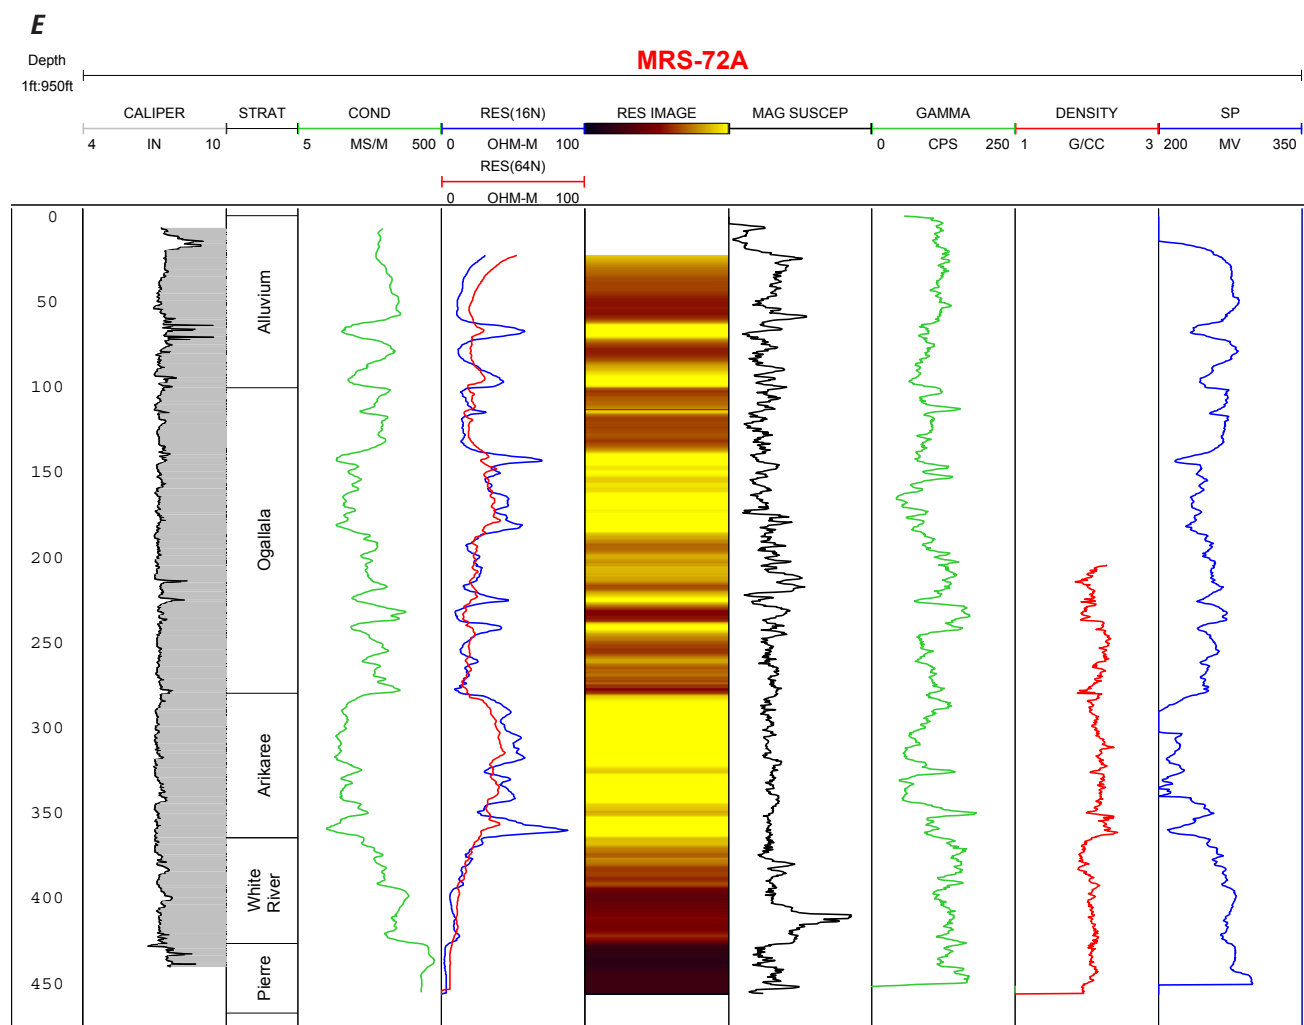 E
Depth
MRS-72A
1ft:950ft
CALIPER STRAT COND RES(16N) RES IMAGE MAG SUSCEP GAMMA DENSITY SP
4 IN 10 5 MS/M 500 0 OHM-M 100 0 CPS 250 1 G/CC 3 200 MV 350
RES(64N)
0 OHM-M 100
0
50
Alluvium
100
150
200
Ogallala
250
300
Arikaree
350
400
White
River
450
Pierre